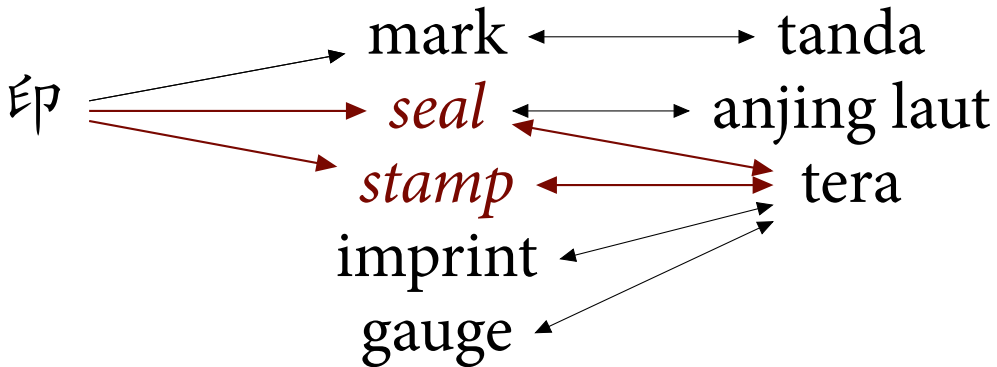 mark tanda
印 seal anjing laut
stamp tera
imprint
gauge